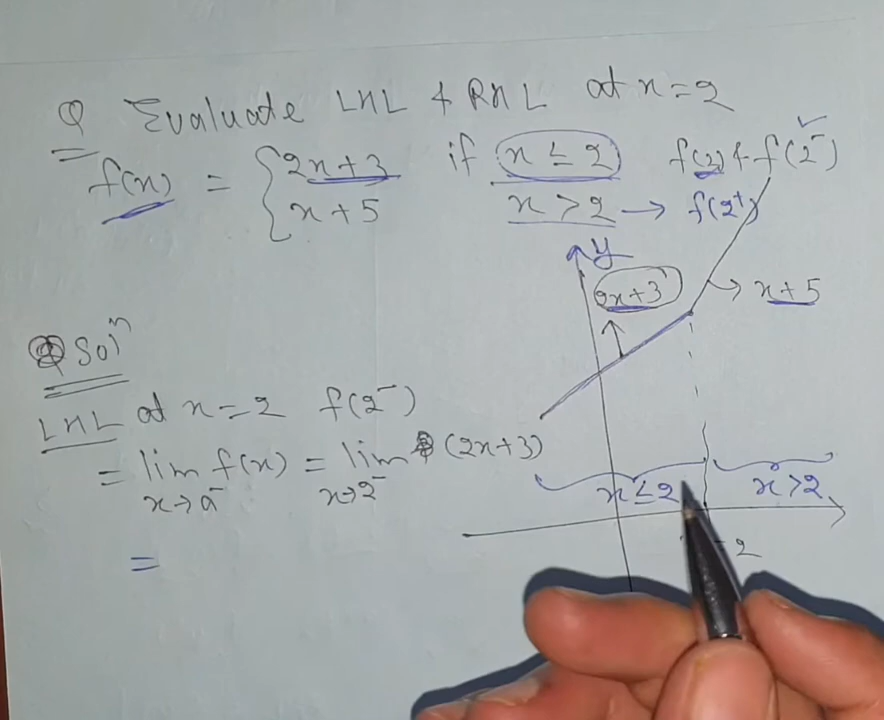 Q Evaluate LHL & RHL at x=2
f(x) = { 2x+3 if x ≤ 2 f(2) & f(2⁻) ✓
x+5 x > 2 → f(2⁺)
y
2x+3 → x+5
Solⁿ
LHL at x=2 f(2⁻)
= lim f(x) = lim (2x+3)
x→a⁻ x→2⁻
x≤2 x>2
2
=